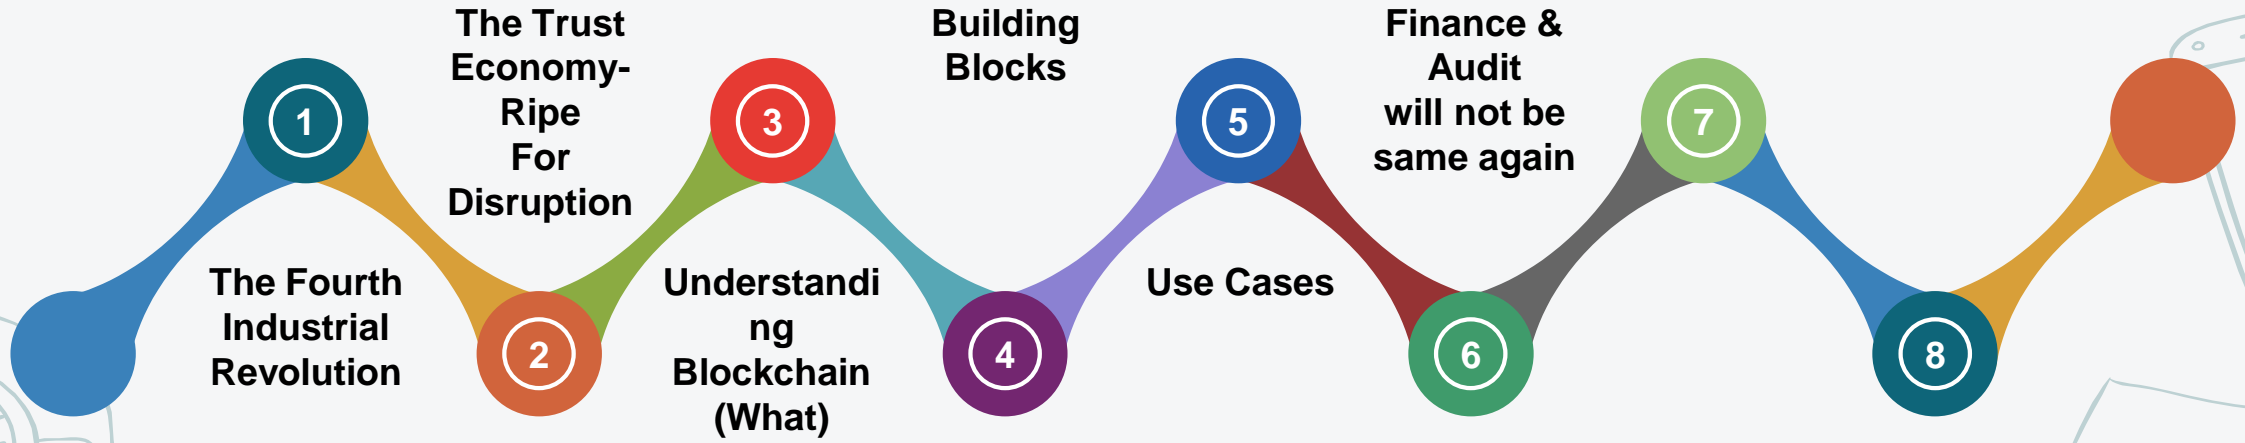 1
The Fourth
Industrial
Revolution
The Trust
Economy-
Ripe
For
Disruption
2
3
Understandi
ng
Blockchain
(What)
Building
Blocks
4
5
Use Cases
Finance &
Audit
will not be
same again
6
7
8